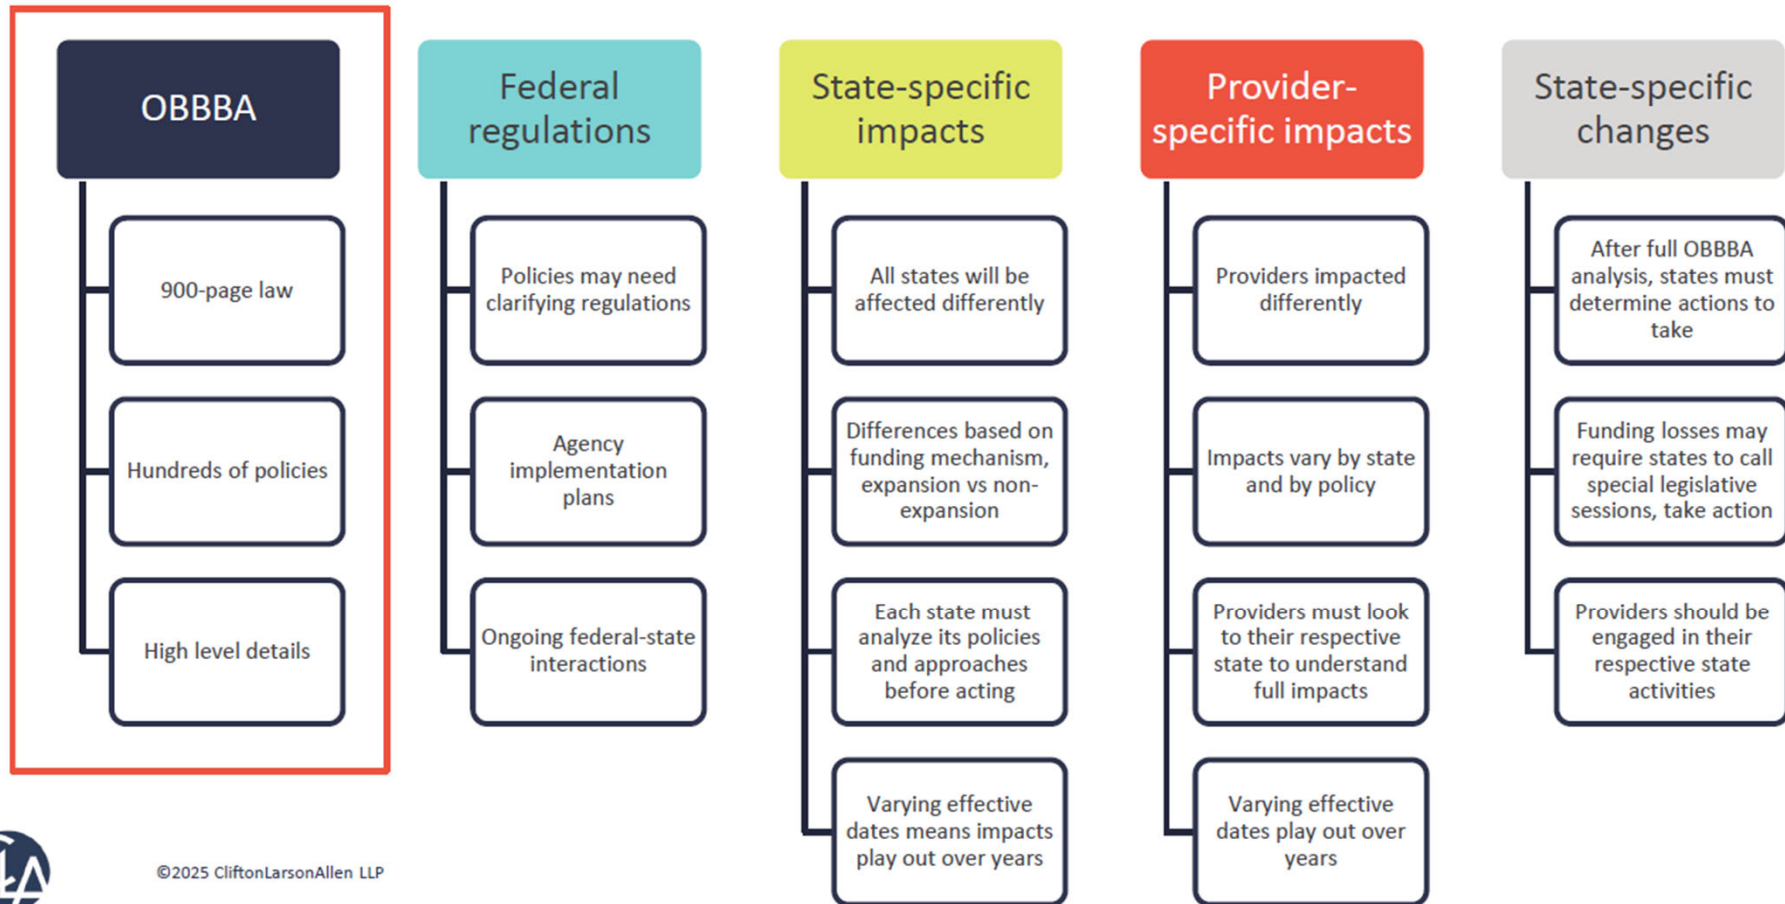 OBBBA
900-page law
Hundreds of policies
High level details
Federal
regulations
Policies may need
clarifying regulations
Agency
implementation
plans
Ongoing federal-state
interactions
State-specific
impacts
All states will be
affected differently
Differences based on
funding mechanism,
expansion vs non-
expansion
Each state must
analyze its policies
and approaches
before acting
Varying effective
dates means impacts
play out over years
Provider-
specific impacts
Providers impacted
differently
Impacts vary by state
and by policy
Providers must look
to their respective
state to understand
full impacts
Varying effective
dates play out over
years
State-specific
changes
After full OBBBA
analysis, states must
determine actions to
take
Funding losses may
require states to call
special legislative
sessions, take action
Providers should be
engaged in their
respective state
activities
CLA
©2025 CliftonLarsonAllen LLP